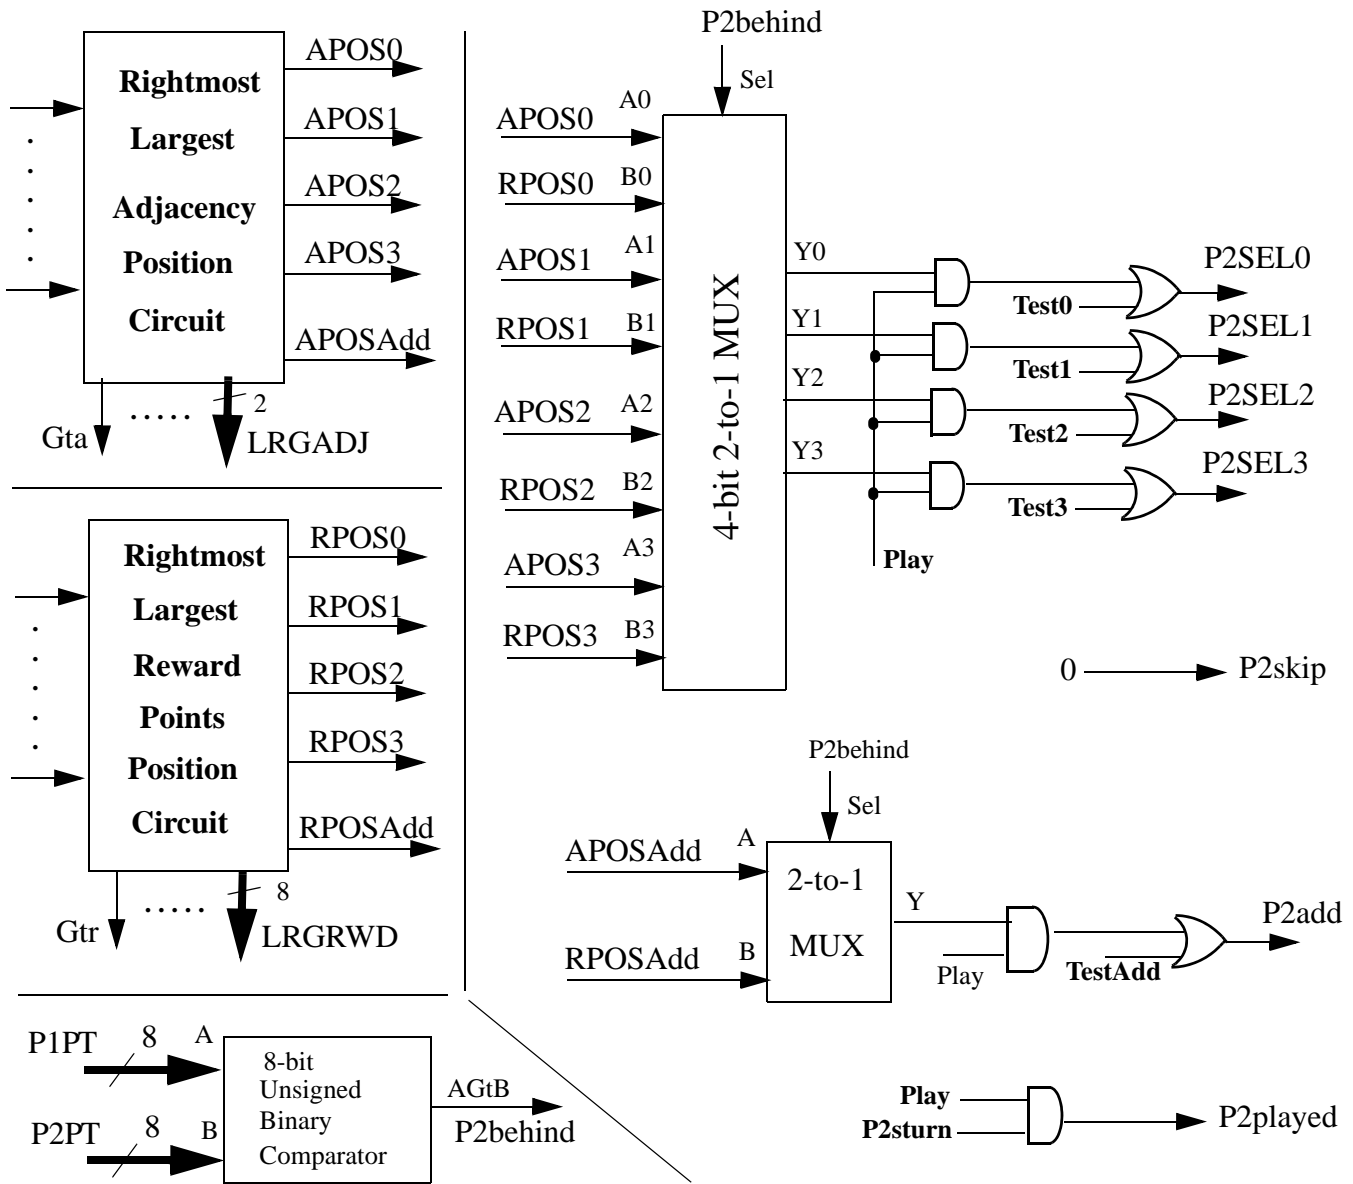 Rightmost
Largest
Adjacency
Position
Circuit
APOS0
APOS1
APOS2
APOS3
APOSAdd
Gta
.....
2
LRGADJ
Rightmost
Largest
Reward
Points
Position
Circuit
RPOS0
RPOS1
RPOS2
RPOS3
RPOSAdd
Gtr
.....
8
LRGRWD
P1PT
8
A
P2PT
8
B
8-bit
Unsigned
Binary
Comparator
AGtB
P2behind
P2behind
Sel
APOS0
A0
RPOS0
B0
APOS1
A1
RPOS1
B1
APOS2
A2
RPOS2
B2
APOS3
A3
RPOS3
B3
4-bit 2-to-1 MUX
Y0
Y1
Y2
Y3
Test0
Test1
Test2
Test3
Play
P2SEL0
P2SEL1
P2SEL2
P2SEL3
0
P2skip
P2behind
Sel
APOSAdd
A
RPOSAdd
B
2-to-1
MUX
Y
Play
TestAdd
P2add
Play
P2sturn
P2played